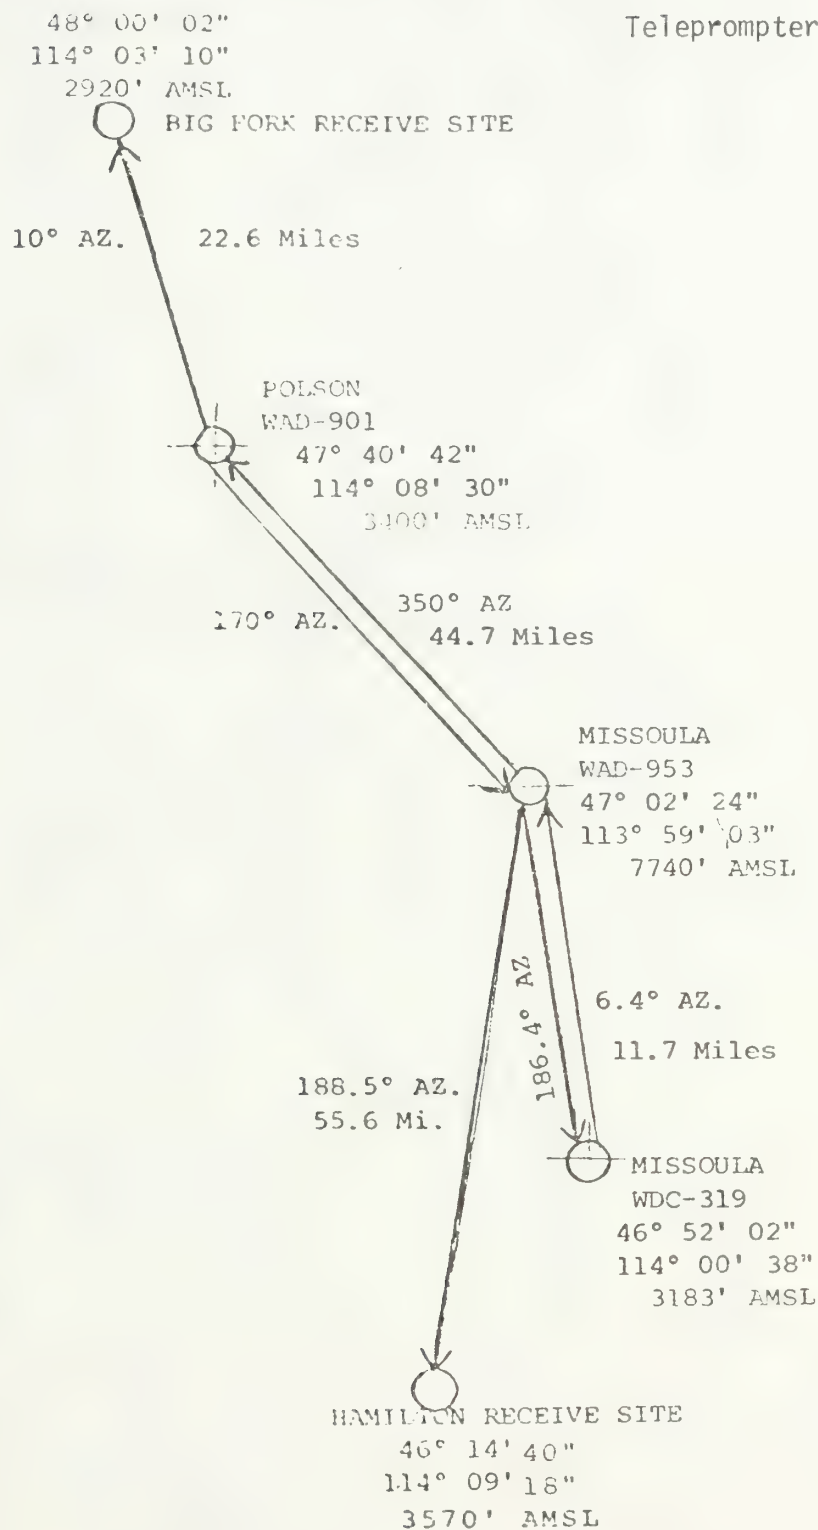 Teleprompter
48° 00' 02"
114° 03' 10"
2920' AMSL
BIG FORK RECEIVE SITE
10° AZ. 22.6 Miles
POLSON
WAD-901
47° 40' 42"
114° 08' 30"
3400' AMSL
170° AZ.
350° AZ
44.7 Miles
MISSOULA
WAD-953
47° 02' 24"
113° 59' 03"
7740' AMSL
186.4° AZ
6.4° AZ.
11.7 Miles
188.5° AZ.
55.6 Mi.
MISSOULA
WDC-319
46° 52' 02"
114° 00' 38"
3183' AMSL
HAMILTON RECEIVE SITE
46° 14' 40"
114° 09' 18"
3570' AMSL